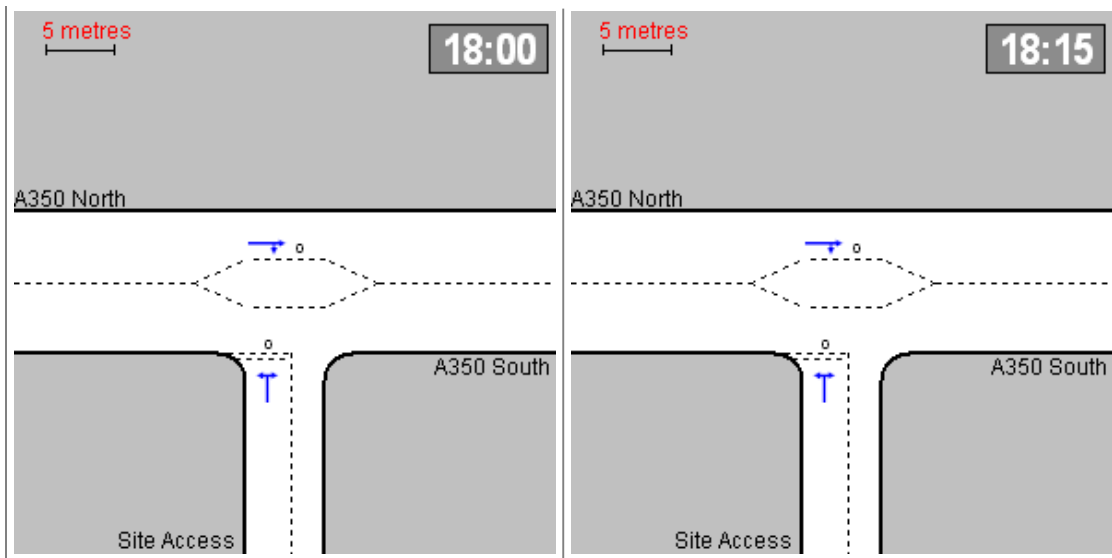 5 metres
18:00
A350 North
o
o
A350 South
Site Access
5 metres
18:15
A350 North
o
o
A350 South
Site Access